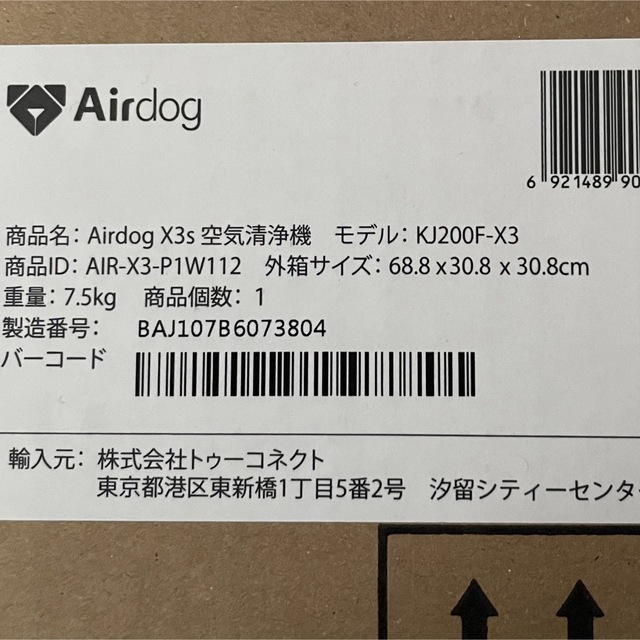 Airdog
6 921489 90
商品名: Airdog X3s 空気清浄機 モデル: KJ200F-X3
商品ID: AIR-X3-P1W112 外箱サイズ: 68.8 x30.8 x 30.8cm
重量: 7.5kg 商品個数: 1
製造番号: BAJ107B6073804
バーコード
輸入元: 株式会社トゥーコネクト
東京都港区東新橋1丁目5番2号 汐留シティーセンタ